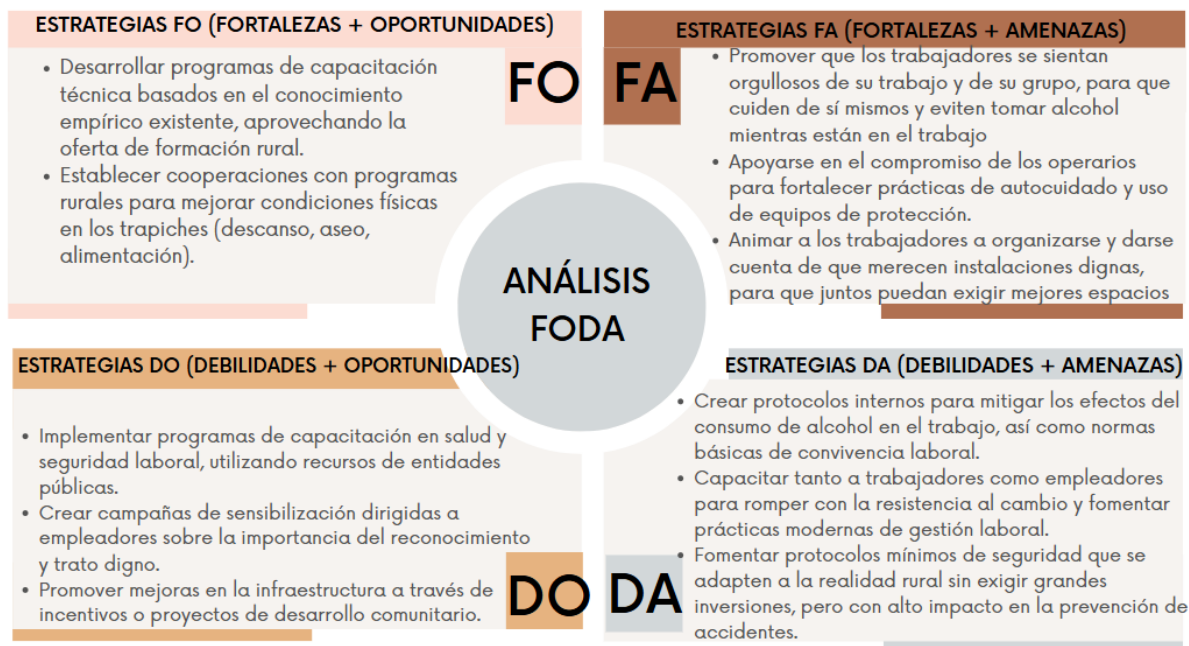 ESTRATEGIAS FO (FORTALEZAS + OPORTUNIDADES)
• Desarrollar programas de capacitación
técnica basados en el conocimiento
empírico existente, aprovechando la
oferta de formación rural.
• Establecer cooperaciones con programas
rurales para mejorar condiciones físicas
en los trapiches (descanso, aseo,
alimentación).
FO
ESTRATEGIAS FA (FORTALEZAS + AMENAZAS)
FA
• Promover que los trabajadores se sientan
orgullosos de su trabajo y de su grupo, para que
cuiden de sí mismos y eviten tomar alcohol
mientras están en el trabajo
• Apoyarse en el compromiso de los operarios
para fortalecer prácticas de autocuidado y uso
de equipos de protección.
• Animar a los trabajadores a organizarse y darse
cuenta de que merecen instalaciones dignas,
para que juntos puedan exigir mejores espacios
ANÁLISIS
FODA
ESTRATEGIAS DO (DEBILIDADES + OPORTUNIDADES)
• Implementar programas de capacitación en salud y
seguridad laboral, utilizando recursos de entidades
públicas.
• Crear campañas de sensibilización dirigidas a
empleadores sobre la importancia del reconocimiento
y trato digno.
• Promover mejoras en la infraestructura a través de
incentivos o proyectos de desarrollo comunitario.
DO
ESTRATEGIAS DA (DEBILIDADES + AMENAZAS)
• Crear protocolos internos para mitigar los efectos del
consumo de alcohol en el trabajo, así como normas
básicas de convivencia laboral.
• Capacitar tanto a trabajadores como empleadores
para romper con la resistencia al cambio y fomentar
prácticas modernas de gestión laboral.
• Fomentar protocolos mínimos de seguridad que se
adapten a la realidad rural sin exigir grandes
inversiones, pero con alto impacto en la prevención de
accidentes.
DA